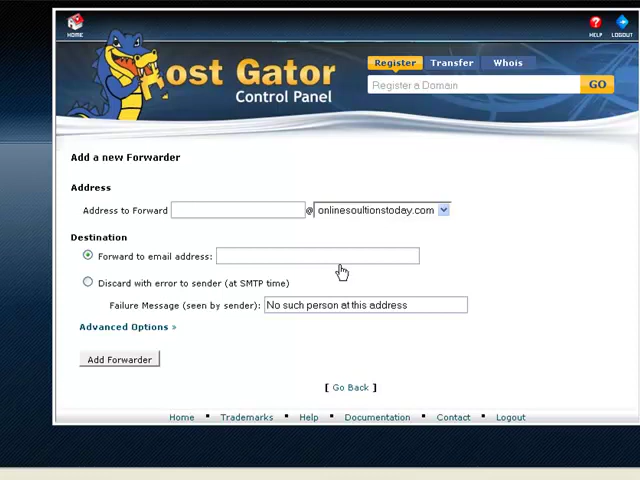 HOME
HELP LOGOUT
Host Gator
Control Panel
Register Transfer Whois
Register a Domain GO
Add a new Forwarder
Address
Address to Forward @ onlinesoultionstoday.com
Destination
Forward to email address:
Discard with error to sender (at SMTP time)
Failure Message (seen by sender): No such person at this address
Advanced Options »
Add Forwarder
[ Go Back ]
Home ▪ Trademarks ▪ Help ▪ Documentation ▪ Contact ▪ Logout